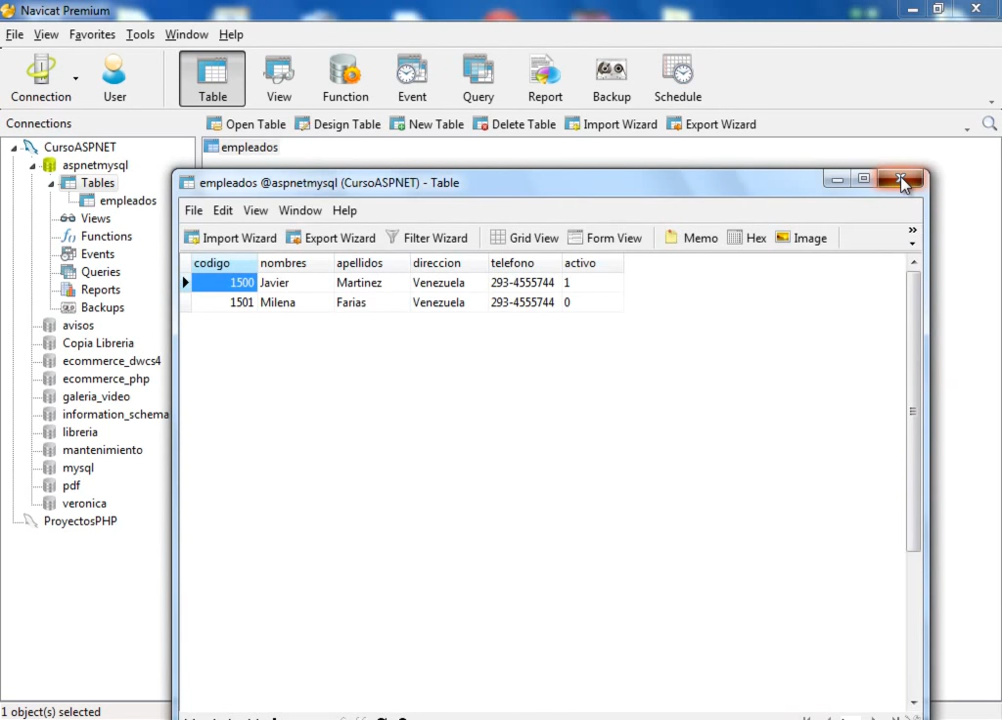 Navicat Premium
File View Favorites Tools Window Help
Connection User Table View Function Event Query Report Backup Schedule
Connections Open Table Design Table New Table Delete Table Import Wizard Export Wizard
CursoASPNET
empleados
aspnetmysql
Tables
empleados
Views
Functions
Events
Queries
Reports
Backups
avisos
Copia Libreria
ecommerce_dwcs4
ecommerce_php
galeria_video
information_schema
libreria
mantenimiento
mysql
pdf
veronica
ProyectosPHP
empleados @aspnetmysql (CursoASPNET) - Table
File Edit View Window Help
Import Wizard Export Wizard Filter Wizard Grid View Form View Memo Hex Image
codigo nombres apellidos direccion telefono activo
1500 Javier Martinez Venezuela 293-4555744 1
1501 Milena Farias Venezuela 293-4555744 0
1 object(s) selected